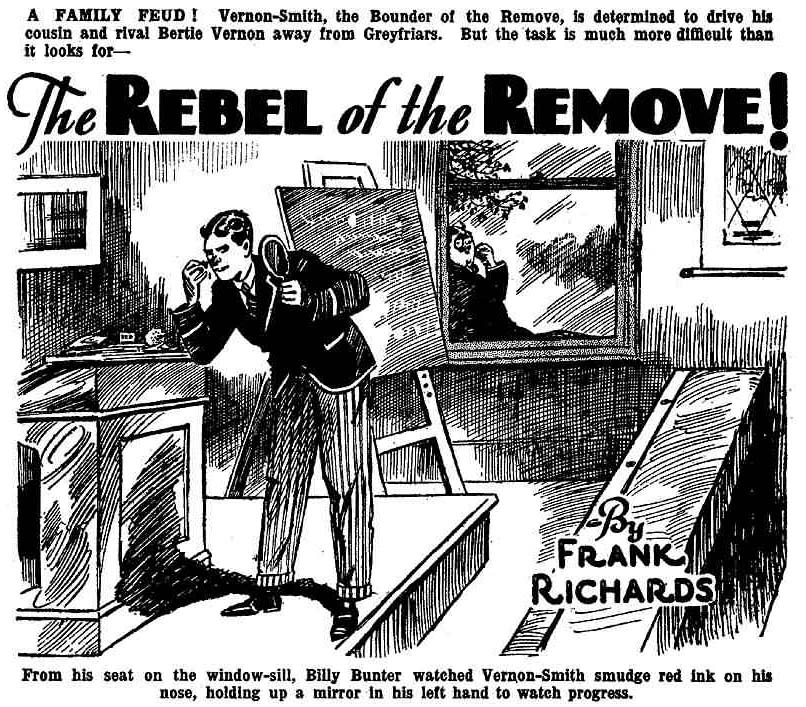 A FAMILY FEUD! Vernon-Smith, the Bounder of the Remove, is determined to drive his
cousin and rival Bertie Vernon away from Greyfriars. But the task is much more difficult than
it looks for—
The REBEL of the REMOVE!
By
FRANK
RICHARDS
From his seat on the window-sill, Billy Bunter watched Vernon-Smith smudge red ink on his
nose, holding up a mirror in his left hand to watch progress.